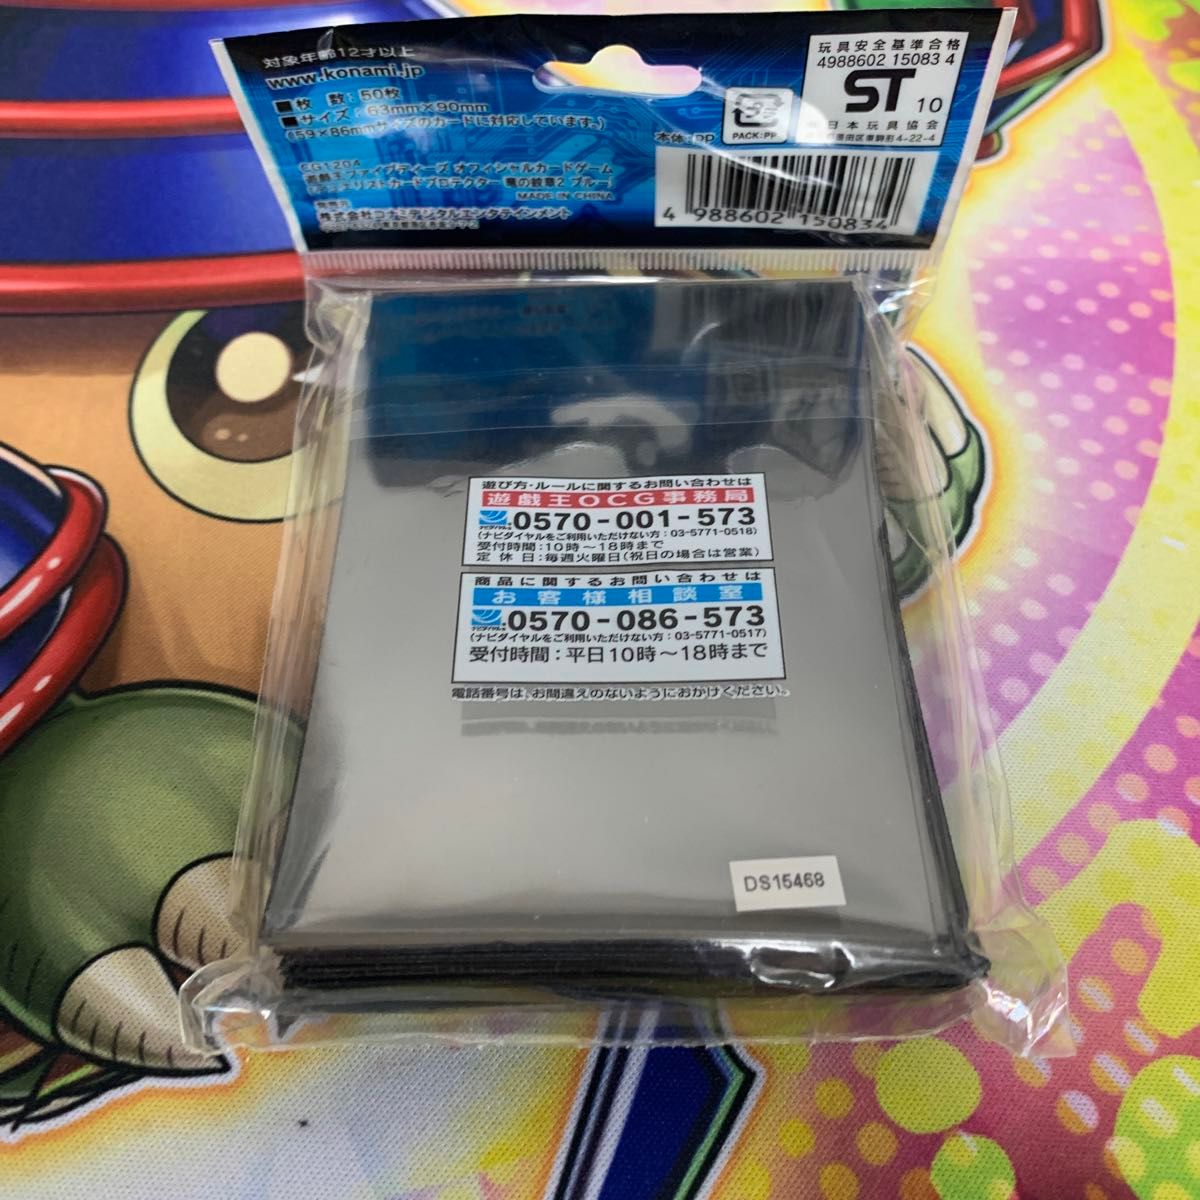 対象年齢12才以上
www.konami.jp
■枚 数：50枚
■サイズ：63mm×90mm
(59×86mmサイズのカードに対応しています。)
CG1204
遊戯王ファイブディーズ オフィシャルカードゲーム
デュエリストカードプロテクター 竜の紋章2 ブルー
MADE IN CHINA
発売元
株式会社コナミデジタルエンタテインメント
本体:PP
PACK:PP
玩具安全基準合格
4988602 15083 4
ST 10
日本玩具協会
4-22-4
4 988602 150834
遊び方・ルールに関するお問い合わせは
遊戯王OCG事務局
ナビダイヤル®
0570-001-573
(ナビダイヤルをご利用いただけない方：03-5771-0518)
受付時間：10時～18時まで
定 休 日：毎週火曜日(祝日の場合は営業)
商品に関するお問い合わせは
お客様相談室
ナビダイヤル®
0570-086-573
(ナビダイヤルをご利用いただけない方：03-5771-0517)
受付時間：平日10時～18時まで
電話番号は、お間違えのないようにおかけください。
DS15468